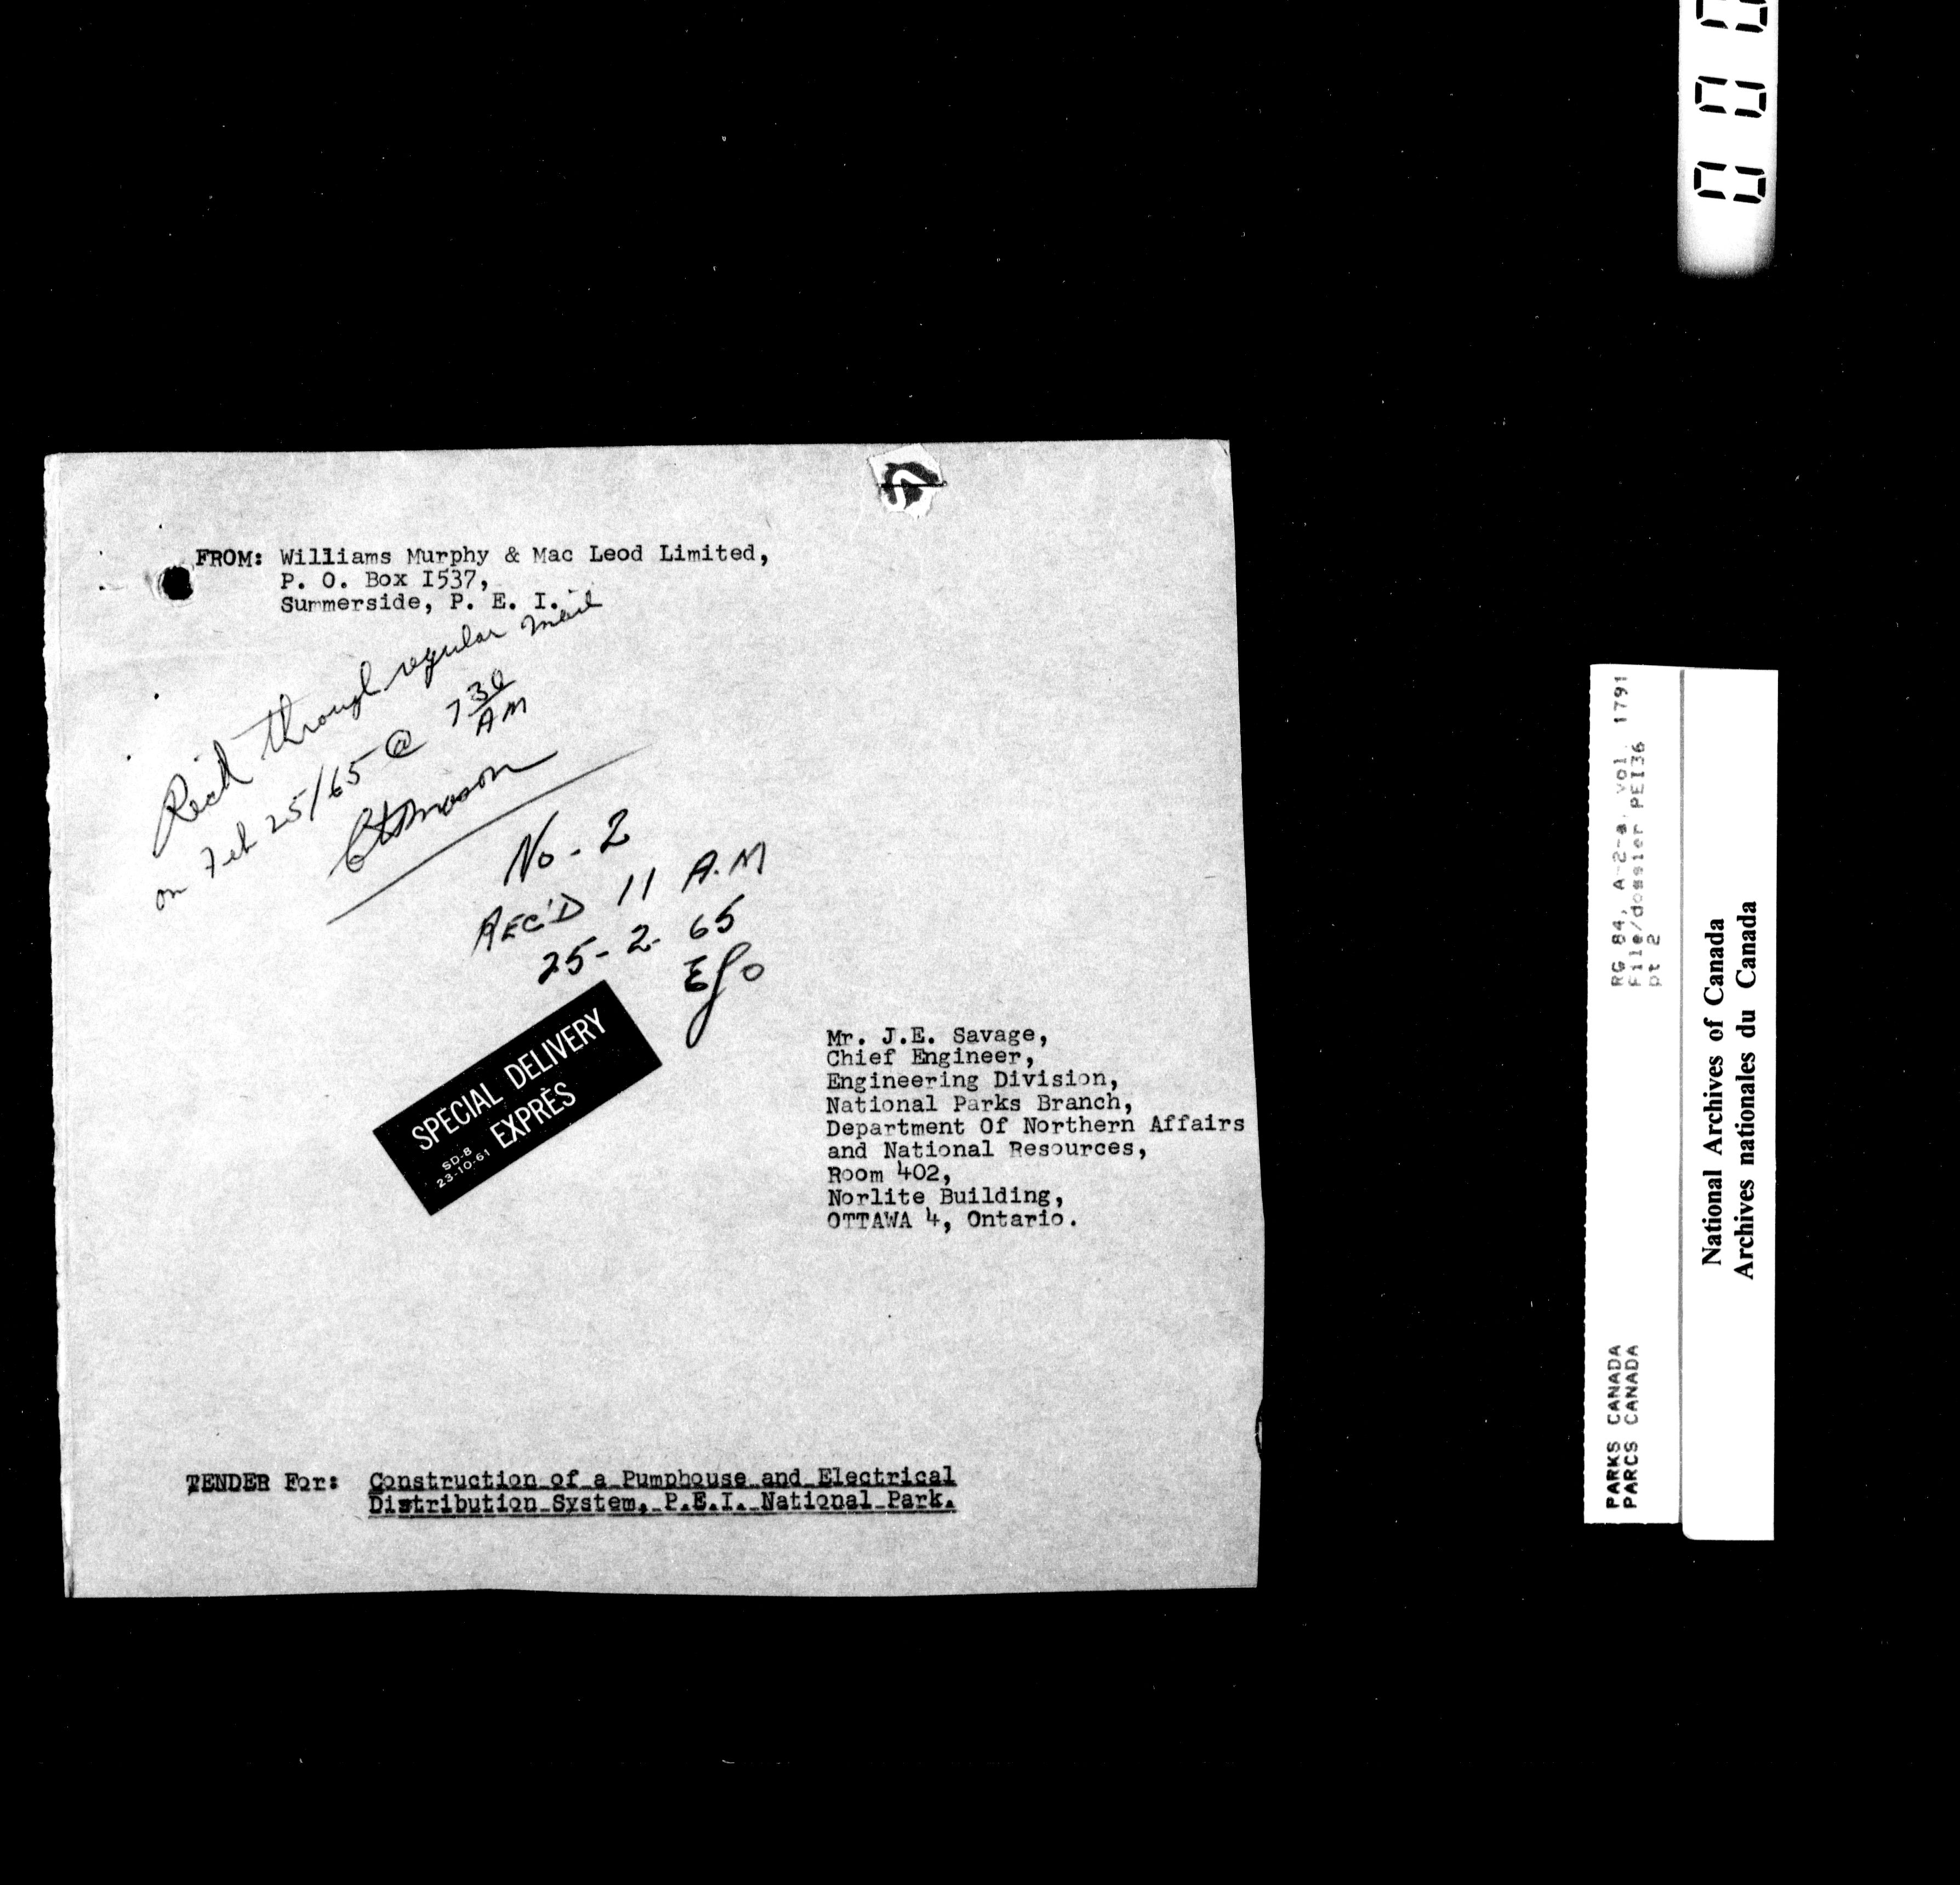 FROM: Williams Murphy & Mac Leod Limited,
P. O. Box I537,
Summerside, P. E. I.
Rec'd through regular mail
on Feb 25/65 @ 7 30 AM
No. 2
REC'D 11 A.M
25-2-65
SPECIAL DELIVERY
EXPRÈS
SD-8
23-10-61
Mr. J.E. Savage,
Chief Engineer,
Engineering Division,
National Parks Branch,
Department Of Northern Affairs
and National Resources,
Room 402,
Norlite Building,
OTTAWA 4, Ontario.
TENDER For: Construction of a Pumphouse and Electrical
Distribution System, P.E.I. National Park.
RG 84, A-2-a, vol. 1791
File/dossier PEI36
pt 2
PARKS CANADA
PARCS CANADA
National Archives of Canada
Archives nationales du Canada